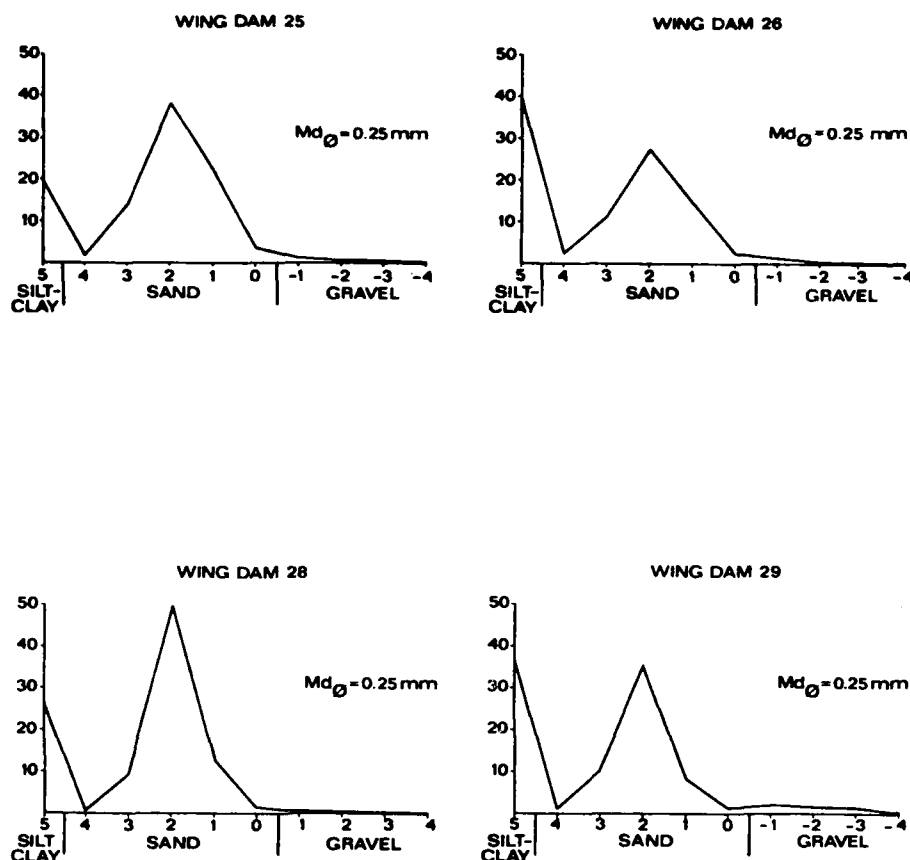 WING DAM 25
50
40
30
20
10
Md∅=0.25 mm
5 4 3 2 1 0 -1 -2 -3 -4
SILT- SAND GRAVEL
CLAY
WING DAM 26
50
40
30
20
10
Md∅=0.25 mm
5 4 3 2 1 0 -1 -2 -3 -4
SILT- SAND GRAVEL
CLAY
WING DAM 28
50
40
30
20
10
Md∅=0.25 mm
5 4 3 2 1 0 1 2 3 4
SILT SAND GRAVEL
CLAY
WING DAM 29
50
40
30
20
10
Md∅=0.25 mm
5 4 3 2 1 0 -1 -2 -3 -4
SILT- SAND GRAVEL
CLAY